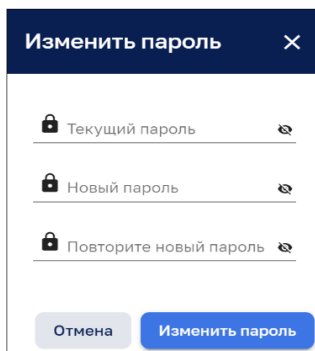 Изменить пароль
Текущий пароль
Новый пароль
Повторите новый пароль
Отмена Изменить пароль